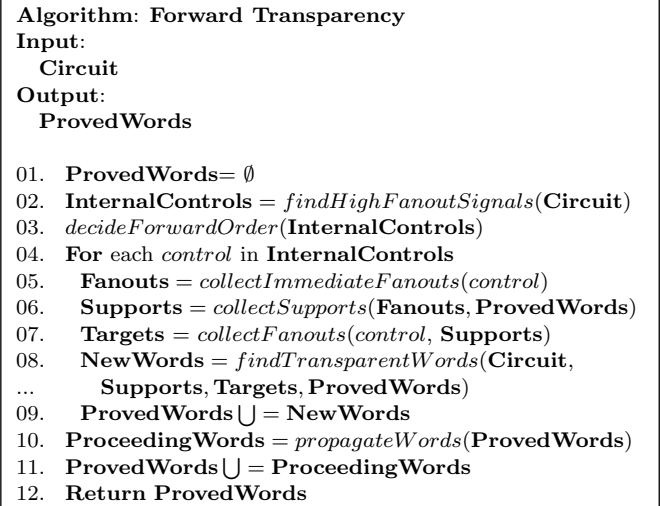 Algorithm: Forward Transparency
Input:
Circuit
Output:
ProvedWords
01. ProvedWords= ∅
02. InternalControls = findHighFanoutSignals(Circuit)
03. decideForwardOrder(InternalControls)
04. For each control in InternalControls
05. Fanouts = collectImmediateFanouts(control)
06. Supports = collectSupports(Fanouts, ProvedWords)
07. Targets = collectFanouts(control, Supports)
08. NewWords = findTransparentWords(Circuit,
... Supports, Targets, ProvedWords)
09. ProvedWords ⋃ = NewWords
10. ProceedingWords = propagateWords(ProvedWords)
11. ProvedWords ⋃ = ProceedingWords
12. Return ProvedWords